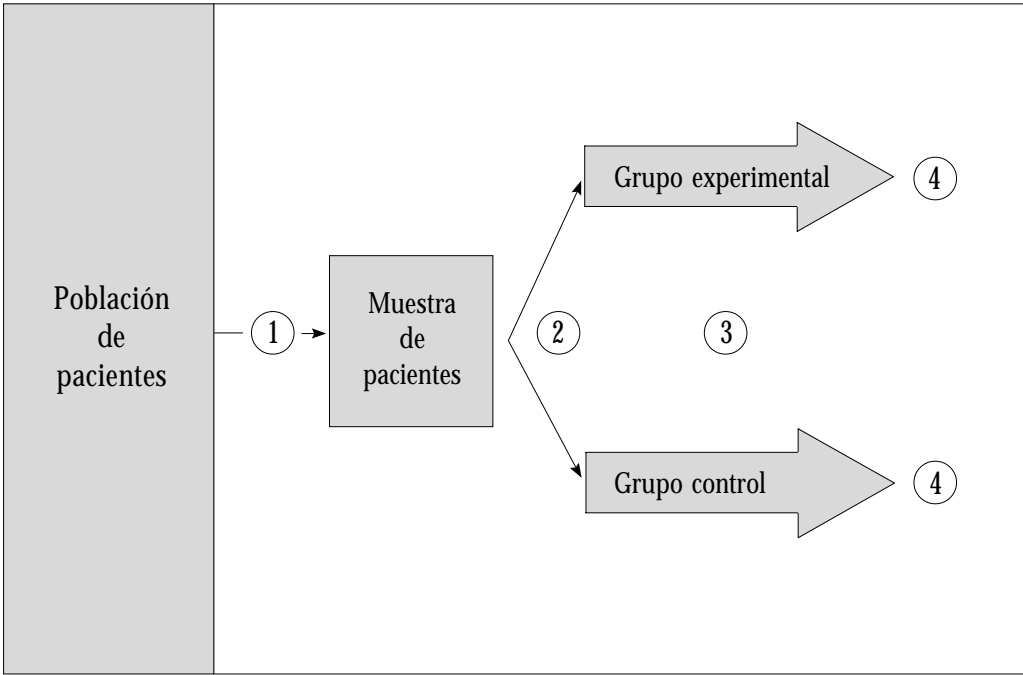 Población
de
pacientes
1
Muestra
de
pacientes
2
Grupo experimental
4
3
Grupo control
4